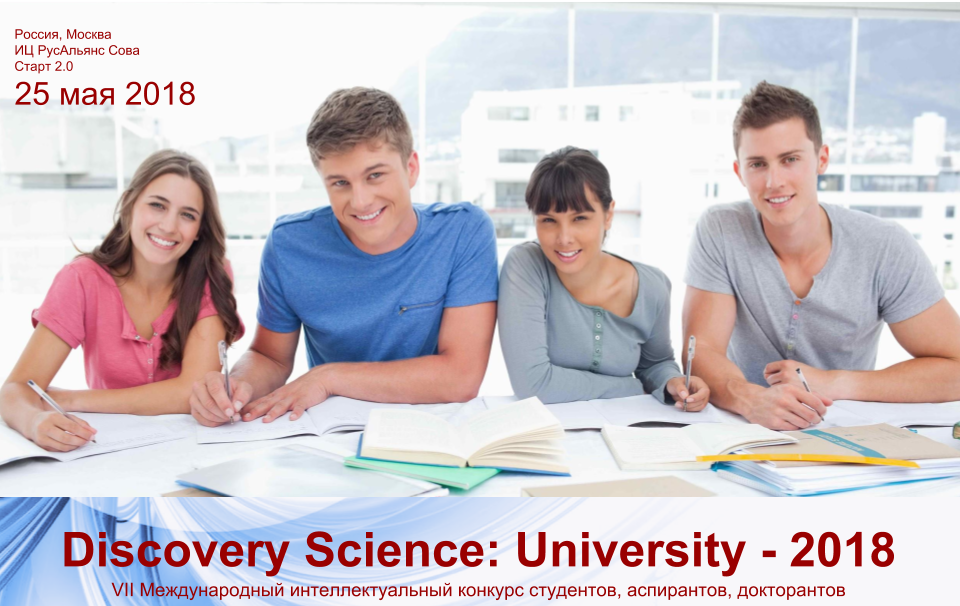 Россия, Москва
ИЦ РусАльянс Сова
Старт 2.0
25 мая 2018
Discovery Science: University - 2018
VII Международный интеллектуальный конкурс студентов, аспирантов, докторантов